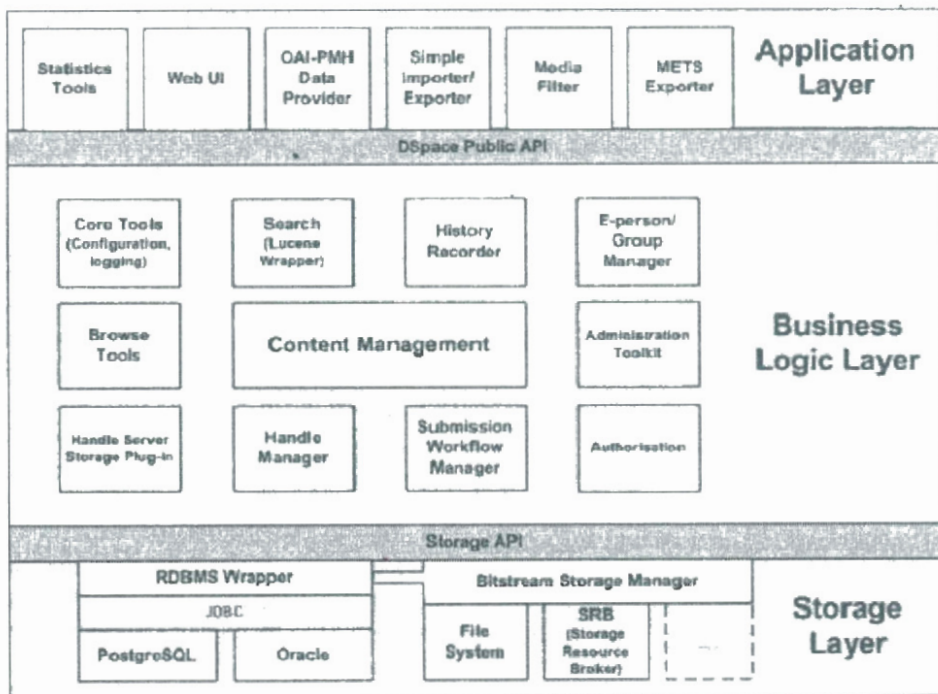 Statistics
Tools
Web UI
OAI-PMH
Data
Provider
Simple
Importer/
Exporter
Media
Filter
METS
Exporter
Application
Layer
DSpace Public API
Core Tools
(Configuration,
logging)
Search
(Lucene
Wrapper)
History
Recorder
E-person/
Group
Manager
Browse
Tools
Content Management
Administration
Toolkit
Business
Logic Layer
Handle Server
Storage Plug-in
Handle
Manager
Submission
Workflow
Manager
Authorisation
Storage API
RDBMS Wrapper
Bitstream Storage Manager
JDBC
PostgreSQL
Oracle
File
System
SRB
(Storage
Resource
Broker)
...
Storage
Layer